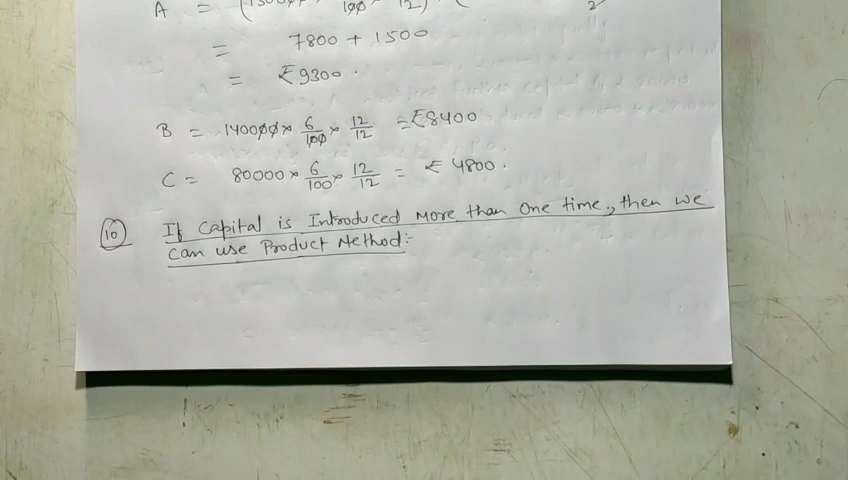 A =
= 7800 + 1500
= ₹9300.
B = 140000 × 6/100 × 12/12 = ₹8400
C = 80000 × 6/100 × 12/12 = ₹ 4800.
10 If Capital is Introduced More than One time, then we
can use Product Method:-